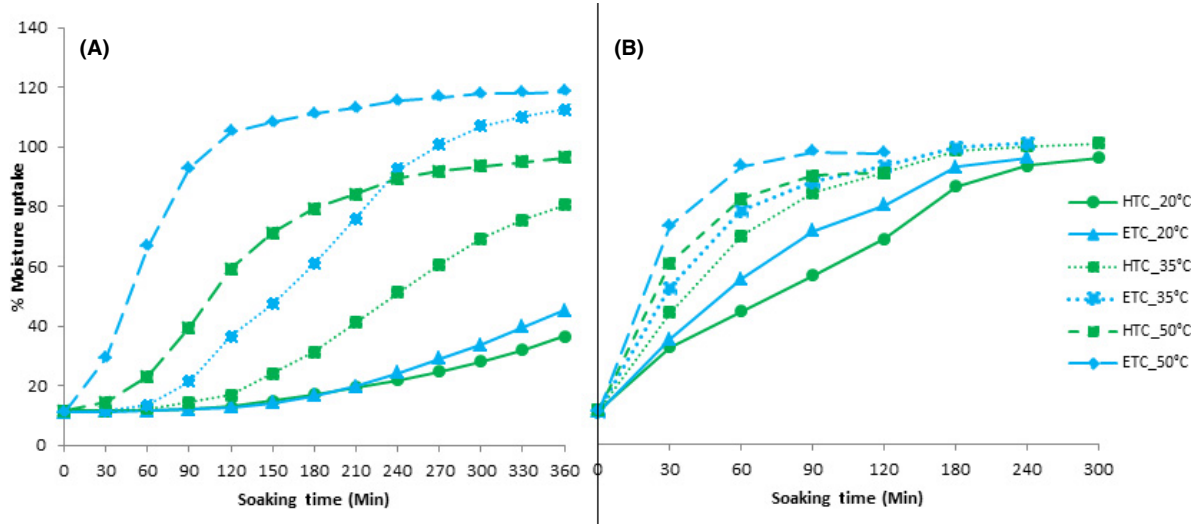 (A)
(B)
% Moisture uptake
140
120
100
80
60
40
20
0
0 30 60 90 120 150 180 210 240 270 300 330 360
Soaking time (Min)
0 30 60 90 120 180 240 300
Soaking time (Min)
HTC_20°C
ETC_20°C
HTC_35°C
ETC_35°C
HTC_50°C
ETC_50°C